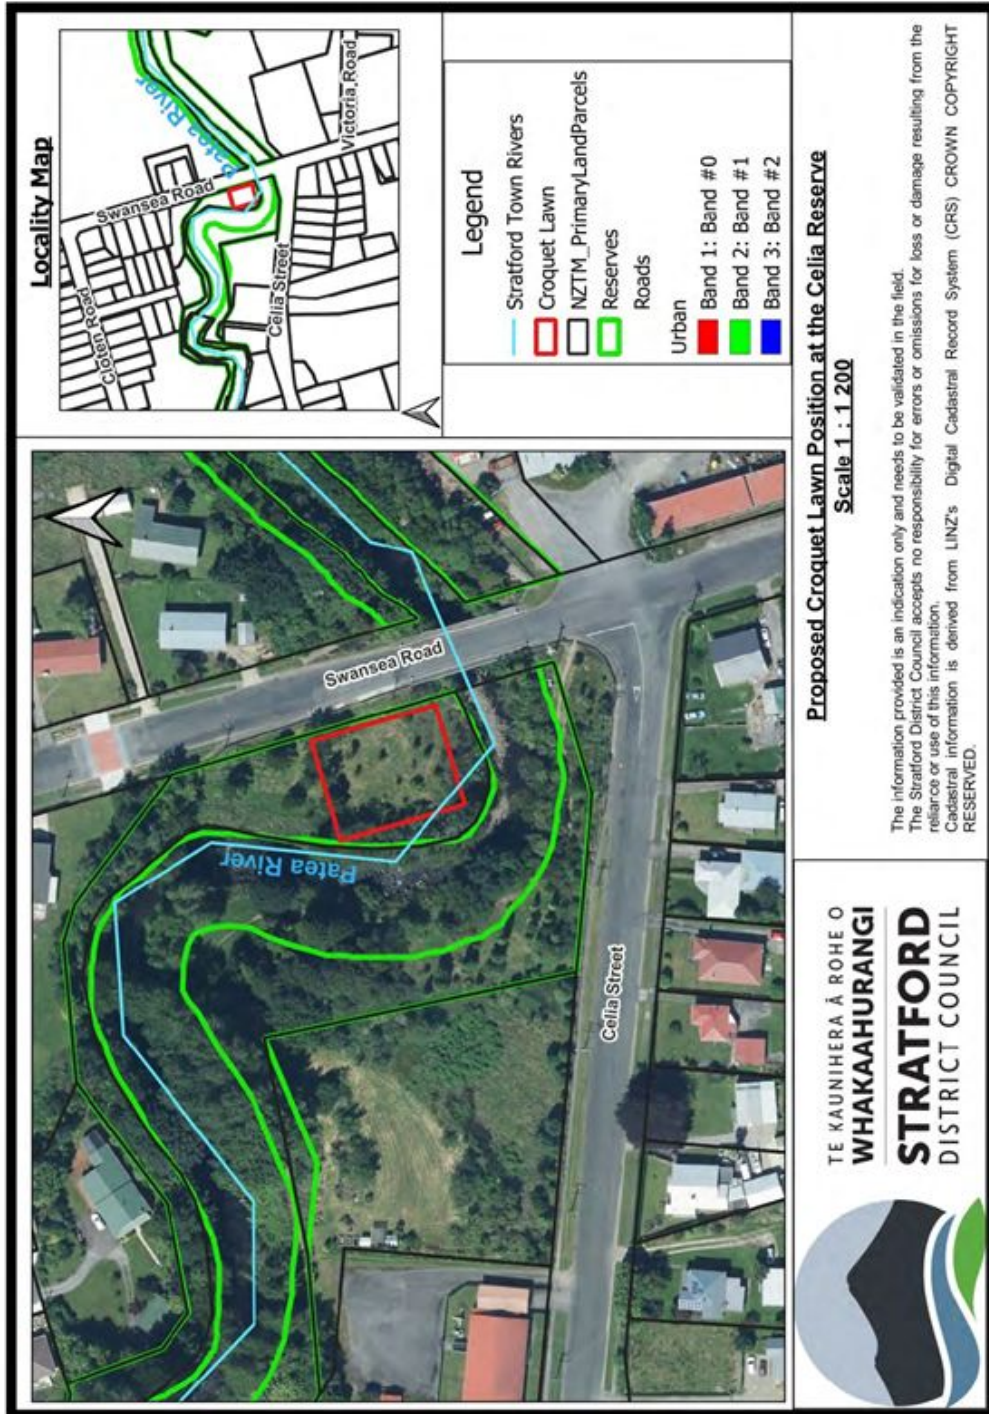 Locality Map
Cloten Road
Swansea Road
Patea River
Celia Street
Victoria Road
Swansea Road
Patea River
Celia Street
Legend
Stratford Town Rivers
Croquet Lawn
NZTM_PrimaryLandParcels
Reserves
Roads
Urban
Band 1: Band #0
Band 2: Band #1
Band 3: Band #2
TE KAUNIHERA Ā ROHE O
WHAKAAHURANGI
STRATFORD
DISTRICT COUNCIL
Proposed Croquet Lawn Position at the Celia Reserve
Scale 1 : 1 200
The information provided is an indication only and needs to be validated in the field.
The Stratford District Council accepts no responsibility for errors or omissions for loss or damage resulting from the
reliance or use of this information.
Cadastral information is derived from LINZ's Digital Cadastral Record System (CRS) CROWN COPYRIGHT
RESERVED.